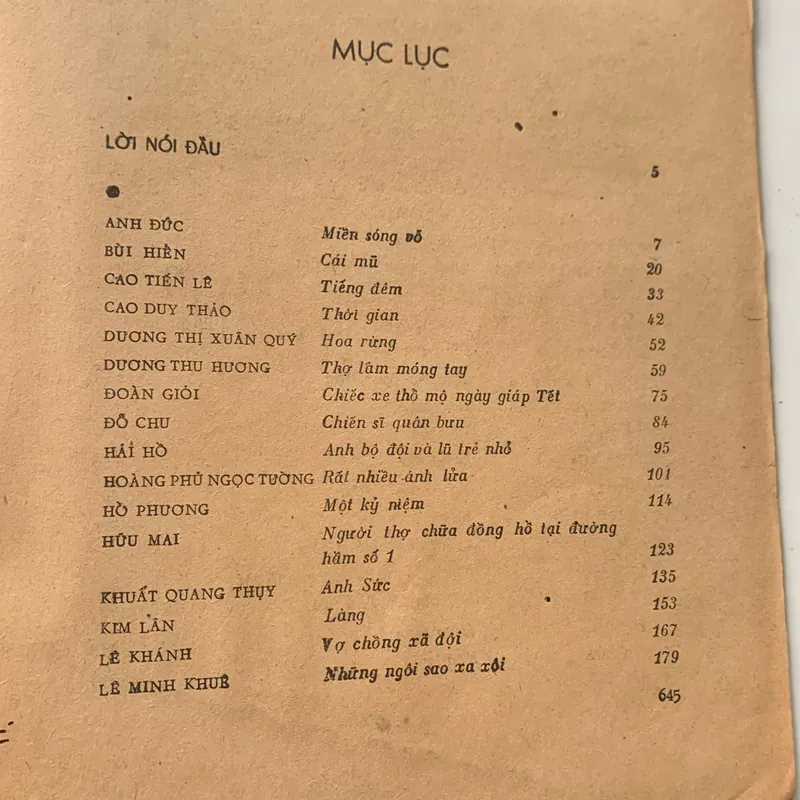 MỤC LỤC
LỜI NÓI ĐẦU 5
ANH ĐỨC Miền sóng vỗ 7
BÙI HIỀN Cái mũ 20
CAO TIẾN LÊ Tiếng đêm 33
CAO DUY THẢO Thời gian 42
DƯƠNG THỊ XUÂN QUÝ Hoa rừng 52
DƯƠNG THU HƯƠNG Thợ làm móng tay 59
ĐOÀN GIỎI Chiếc xe thồ mộ ngày giáp Tết 75
ĐỖ CHU Chiến sĩ quân bưu 84
HẢI HỒ Anh bộ đội và lũ trẻ nhỏ 95
HOÀNG PHỦ NGỌC TƯỜNG Rất nhiều ánh lửa 101
HỒ PHƯƠNG Một kỷ niệm 114
HỮU MAI Người thợ chữa đồng hồ tại đường
hầm số 1 123
KHUẤT QUANG THỤY Anh Sức 135
KIM LÂN Làng 153
LÊ KHÁNH Vợ chồng xã đội 167
LÊ MINH KHUÊ Những ngôi sao xa xôi 179
645